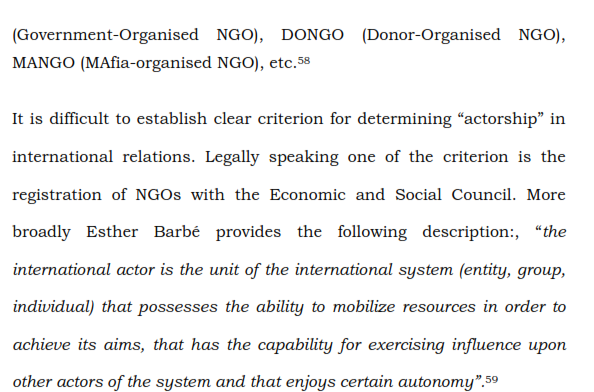 (Government-Organised NGO), DONGO (Donor-Organised NGO),
MANGO (MAfia-organised NGO), etc.⁵⁸
It is difficult to establish clear criterion for determining “actorship” in
international relations. Legally speaking one of the criterion is the
registration of NGOs with the Economic and Social Council. More
broadly Esther Barbé provides the following description:, “the
international actor is the unit of the international system (entity, group,
individual) that possesses the ability to mobilize resources in order to
achieve its aims, that has the capability for exercising influence upon
other actors of the system and that enjoys certain autonomy”.⁵⁹